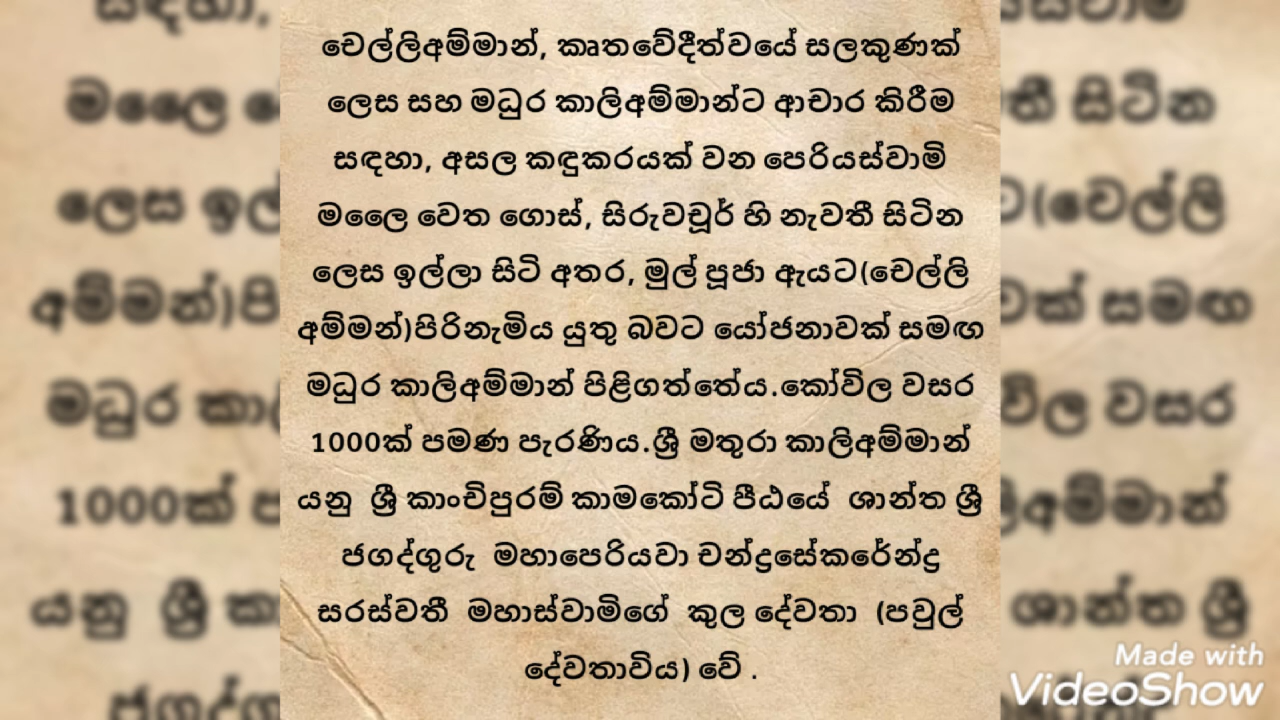 චෙල්ලිඅම්මාන්, කෘතවේදීත්වයේ සලකුණක්
ලෙස සහ මධුර කාලිඅම්මාන්ට ආචාර කිරීම
සඳහා, අසල කඳුකරයක් වන පෙරියස්වාමි
මලෛ වෙත ගොස්, සිරුවචූර් හි නැවතී සිටින
ලෙස ඉල්ලා සිටි අතර, මුල් පූජා ඇයට(චෙල්ලි
අම්මන්)පිරිනැමිය යුතු බවට යෝජනාවක් සමඟ
මධුර කාලිඅම්මාන් පිළිගත්තේය.කෝවිල වසර
1000ක් පමණ පැරණිය.ශ්‍රී මතුරා කාලිඅම්මාන්
යනු ශ්‍රී කාංචිපුරම් කාමකෝටි පීඨයේ ශාන්ත ශ්‍රී
ජගද්ගුරු මහාපෙරියවා චන්ද්‍රසේකරේන්ද්‍ර
සරස්වතී මහාස්වාමිගේ කුල දේවතා (පවුල්
දේවතාවිය) වේ .
Made with
VideoShow